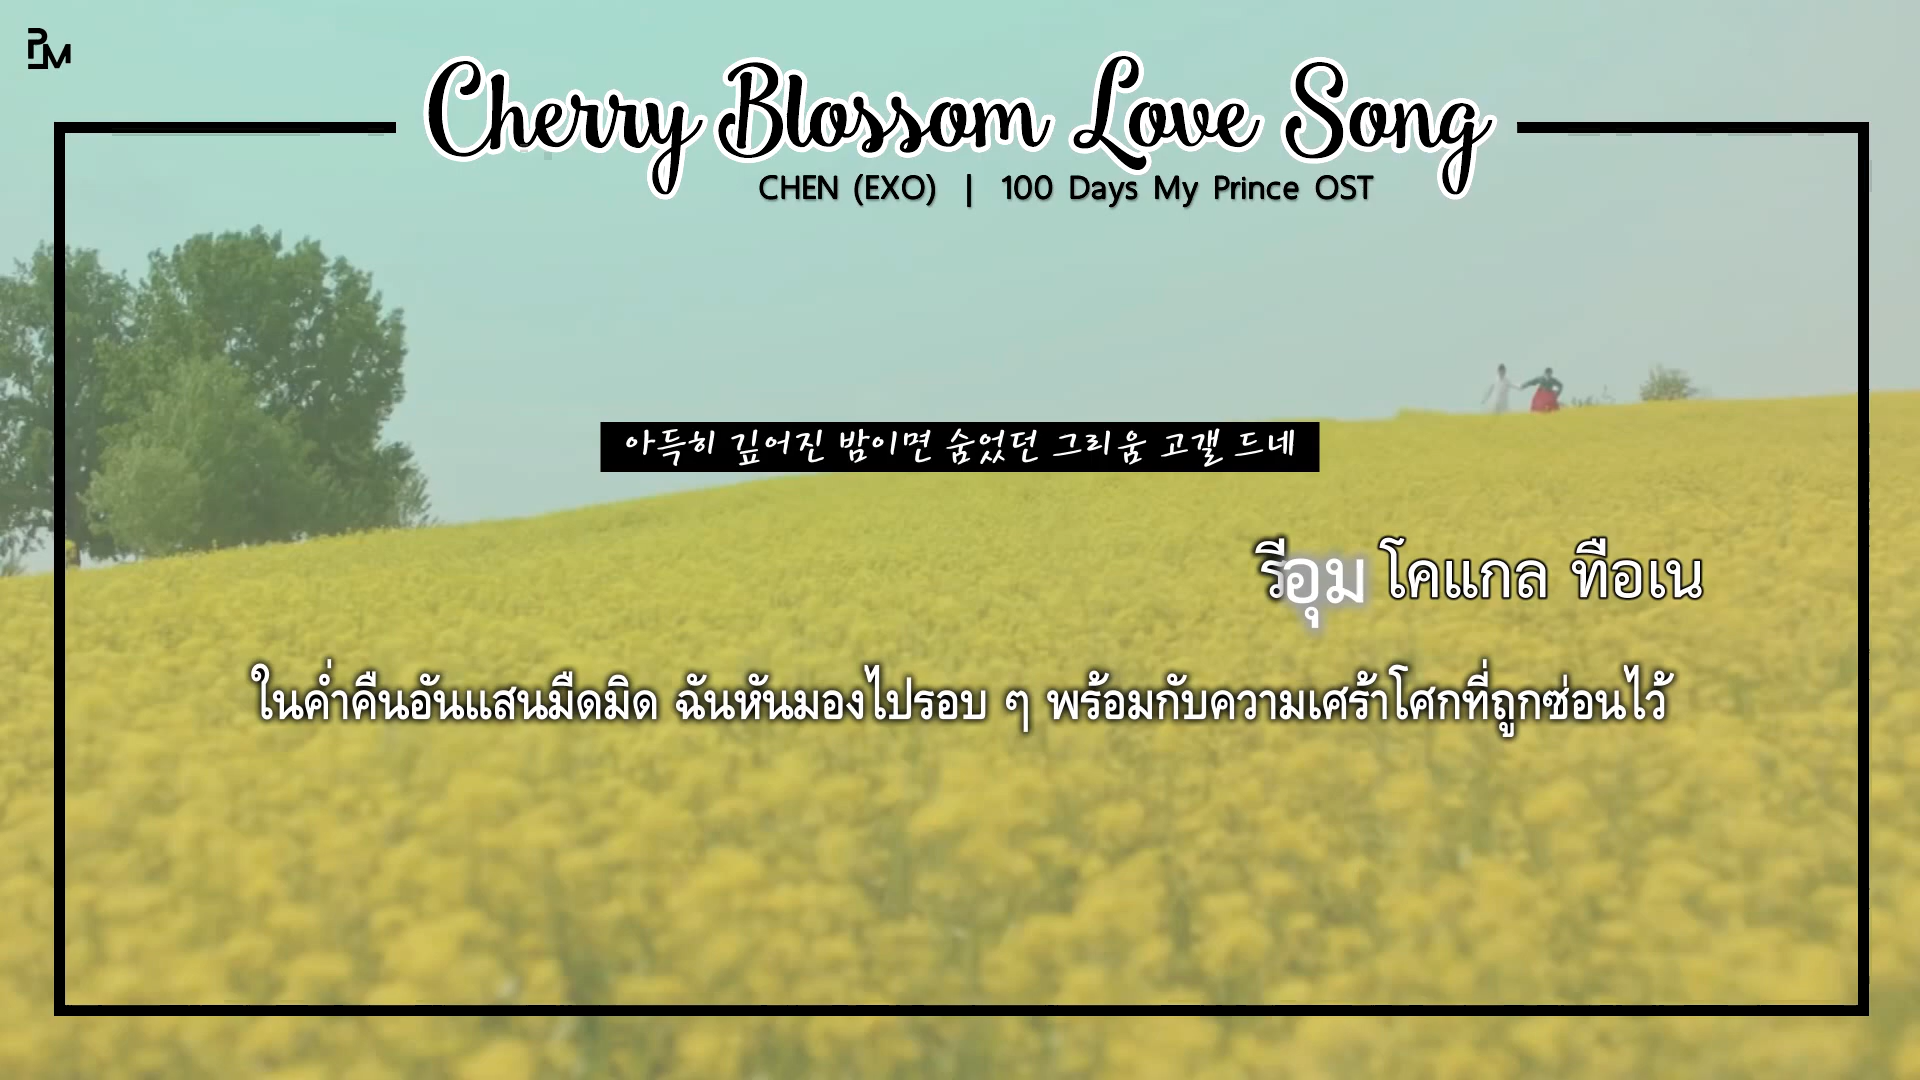 PM
Cherry Blossom Love Song
CHEN (EXO) | 100 Days My Prince OST
아득히 깊어진 밤이면 숨었던 그리움 고갤 드네
รีอุม โคแกล ทือเน
ในค่ำคืนอันแสนมืดมิด ฉันหันมองไปรอบ ๆ พร้อมกับความเศร้าโศกที่ถูกซ่อนไว้